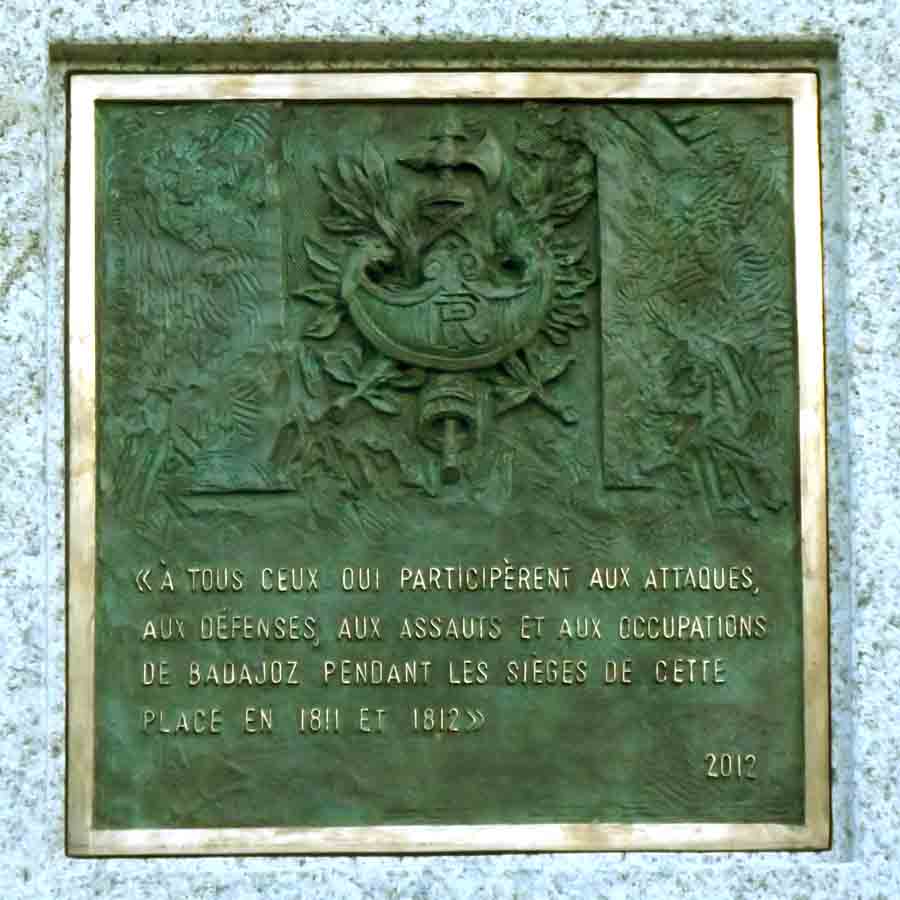 RF
«À TOUS CEUX QUI PARTICIPÈRENT AUX ATTAQUES,
AUX DÉFENSES, AUX ASSAUTS ET AUX OCCUPATIONS
DE BADAJOZ PENDANT LES SIÈGES DE CETTE
PLACE EN 1811 ET 1812»
2012